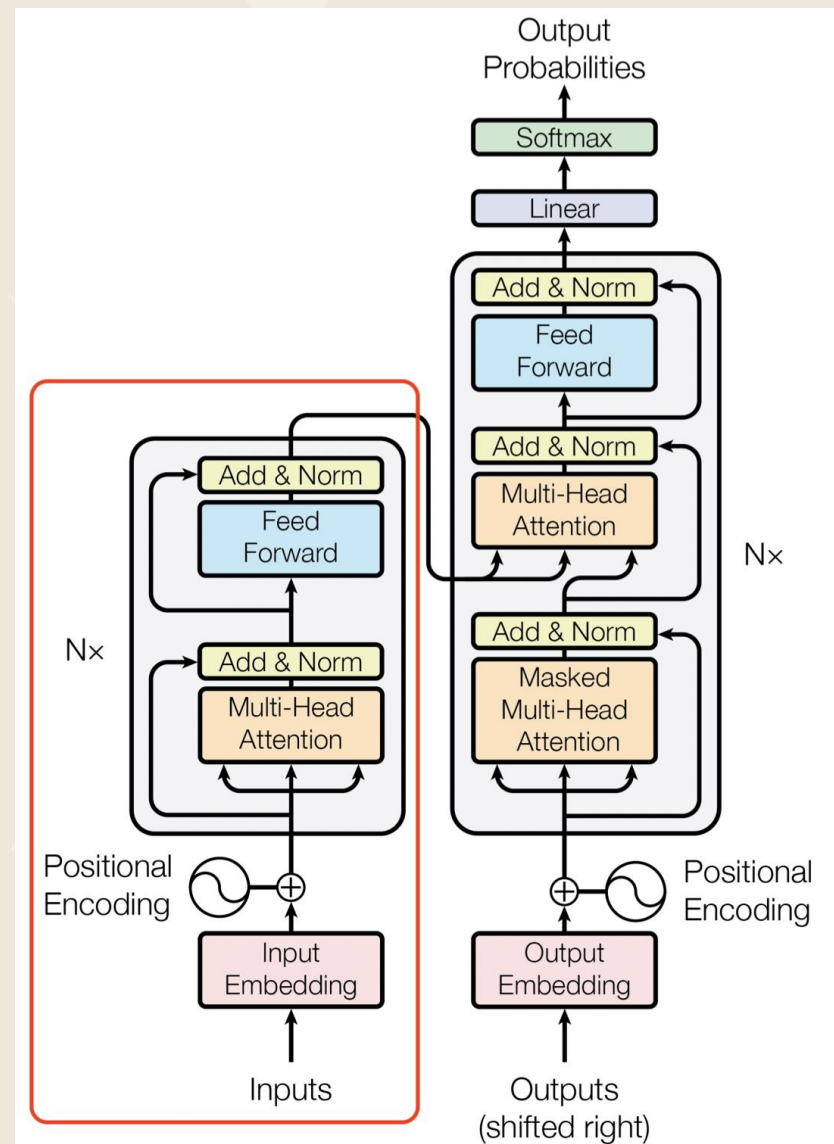 Output
Probabilities
Softmax
Linear
Add & Norm
Feed
Forward
Add & Norm
Multi-Head
Attention
Nx
Add & Norm
Masked
Multi-Head
Attention
Positional
Encoding
Output
Embedding
Outputs
(shifted right)
Add & Norm
Feed
Forward
Nx
Add & Norm
Multi-Head
Attention
Positional
Encoding
Input
Embedding
Inputs